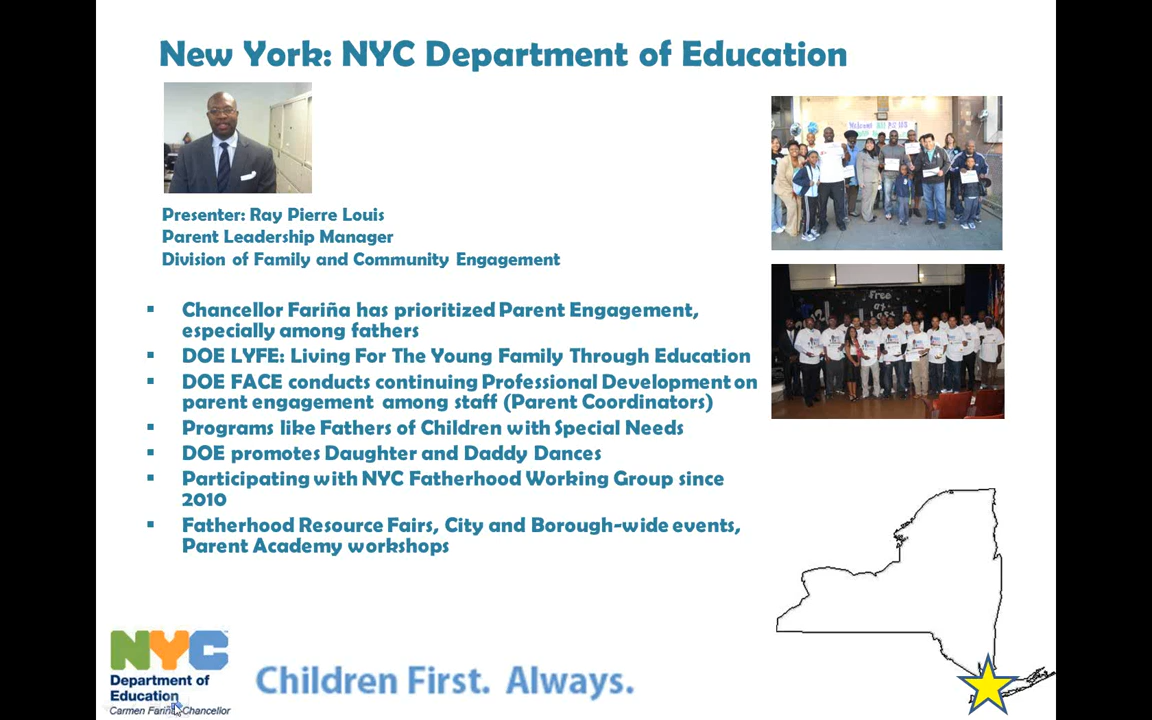 New York: NYC Department of Education
Presenter: Ray Pierre Louis
Parent Leadership Manager
Division of Family and Community Engagement
Chancellor Fariña has prioritized Parent Engagement,
especially among fathers
DOE LYFE: Living For The Young Family Through Education
DOE FACE conducts continuing Professional Development on
parent engagement among staff (Parent Coordinators)
Programs like Fathers of Children with Special Needs
DOE promotes Daughter and Daddy Dances
Participating with NYC Fatherhood Working Group since
2010
Fatherhood Resource Fairs, City and Borough-wide events,
Parent Academy workshops
Welcome
Free
at
NYC
Department of
Education
Carmen Fariña, Chancellor
Children First. Always.